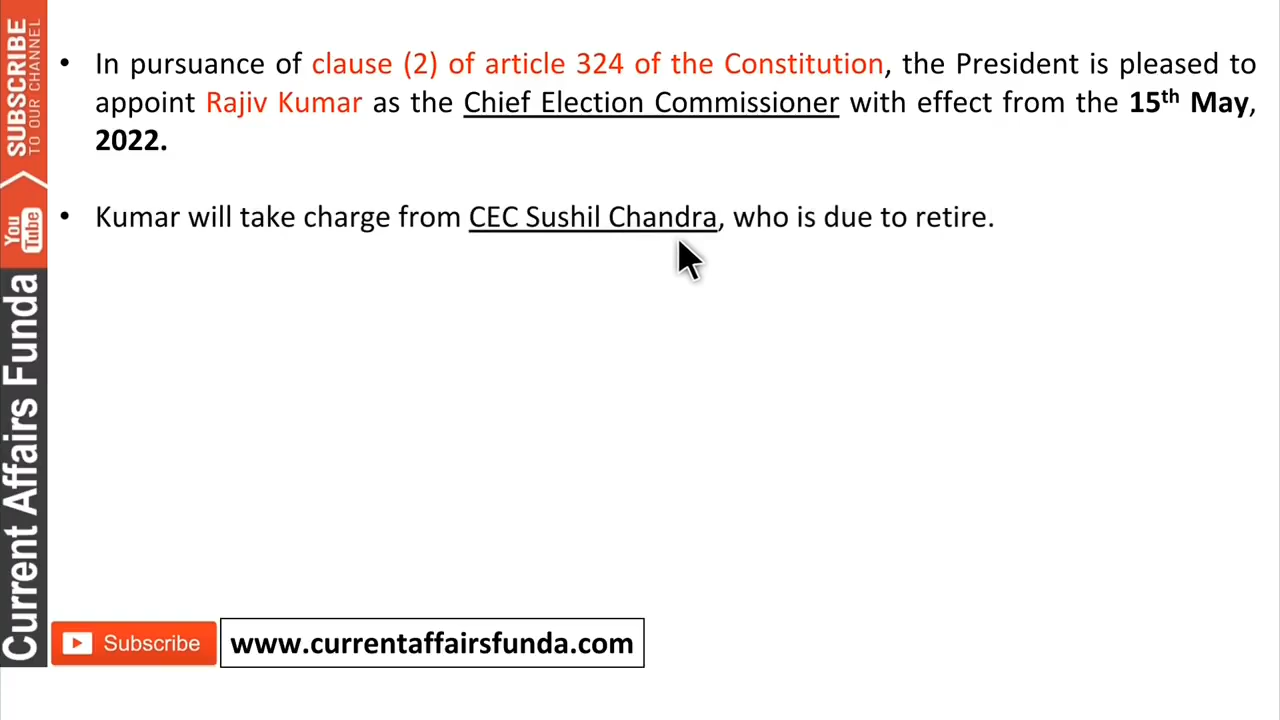 • In pursuance of clause (2) of article 324 of the Constitution, the President is pleased to
appoint Rajiv Kumar as the Chief Election Commissioner with effect from the 15th May,
2022.
• Kumar will take charge from CEC Sushil Chandra, who is due to retire.
SUBSCRIBE
TO OUR CHANNEL
You Tube
Current Affairs Funda
Subscribe
www.currentaffairsfunda.com